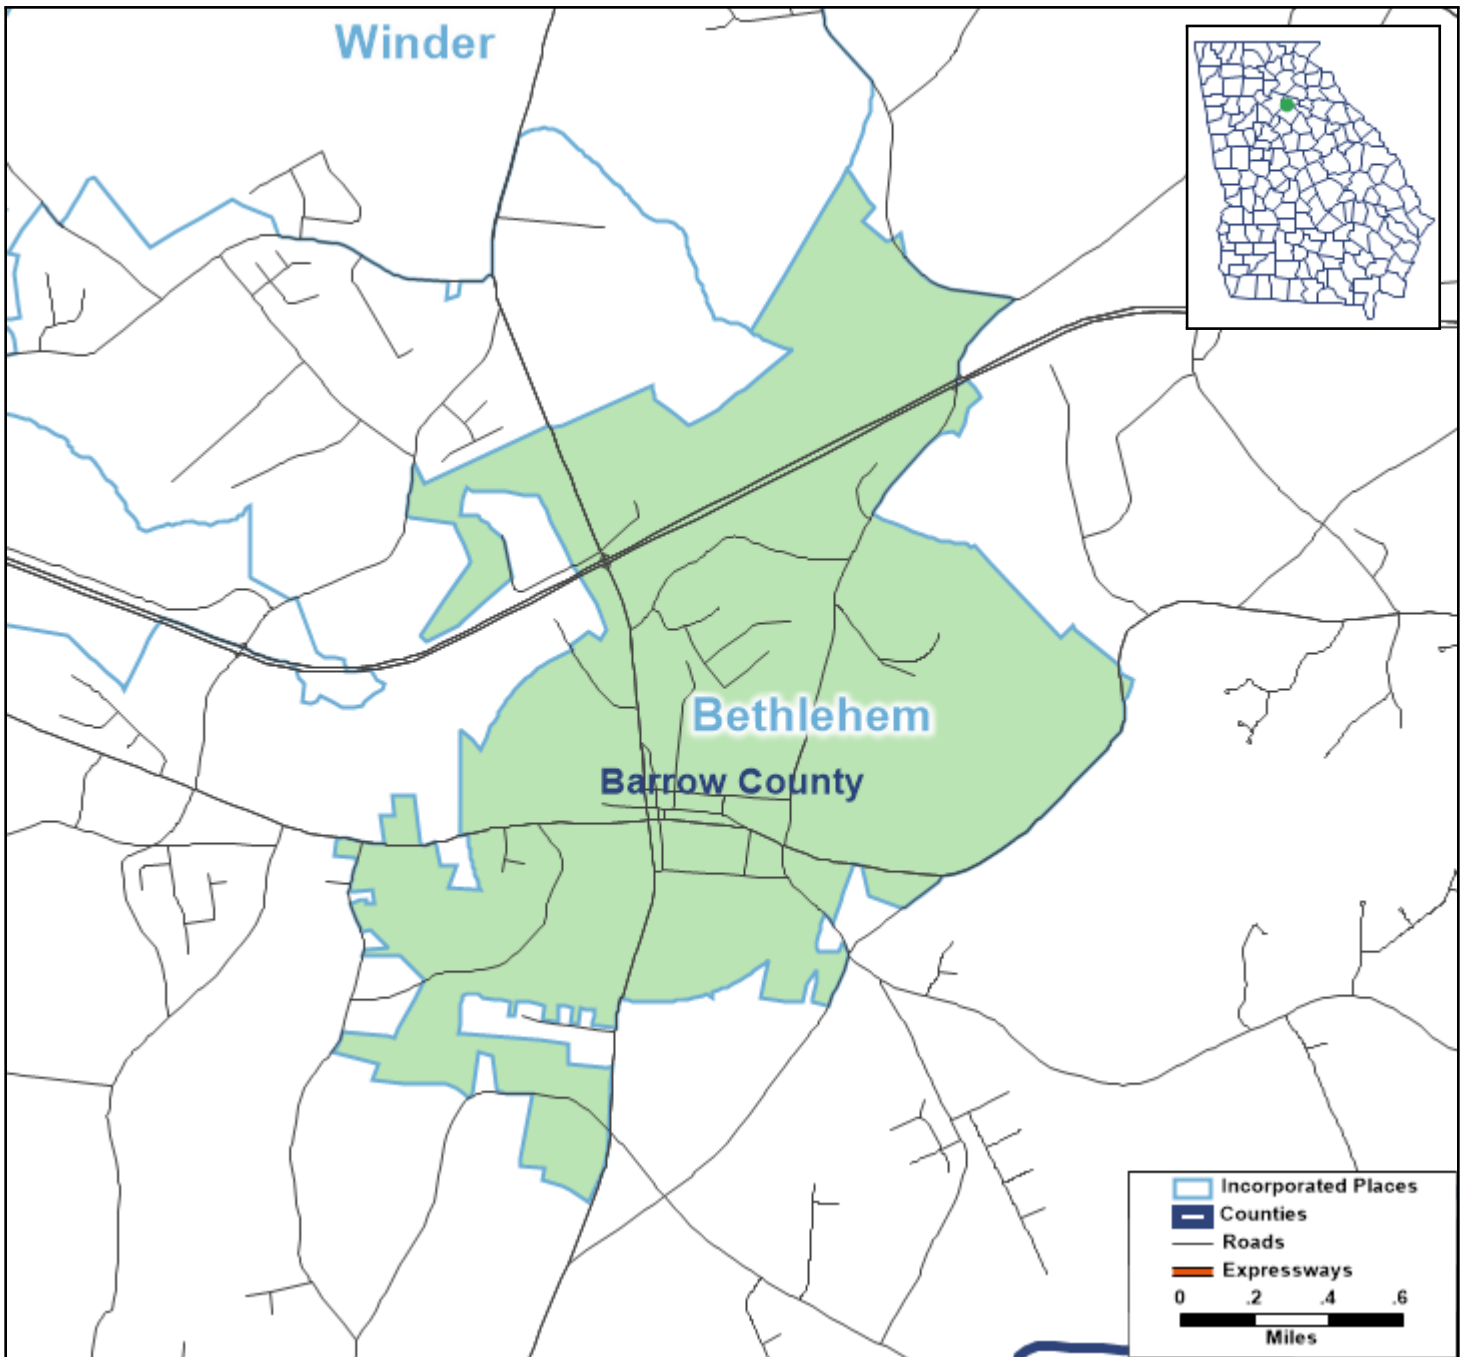 Winder
Bethlehem
Barrow County
Incorporated Places
Counties
Roads
Expressways
0 .2 .4 .6
Miles